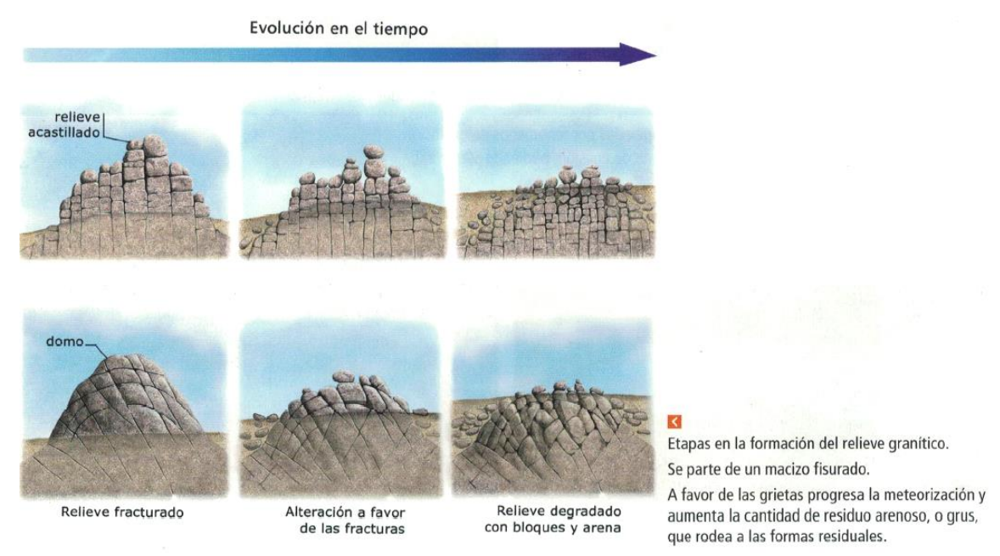 Evolución en el tiempo
relieve
acastillado
domo
Relieve fracturado
Alteración a favor
de las fracturas
Relieve degradado
con bloques y arena
Etapas en la formación del relieve granítico.
Se parte de un macizo fisurado.
A favor de las grietas progresa la meteorización y
aumenta la cantidad de residuo arenoso, o grus,
que rodea a las formas residuales.